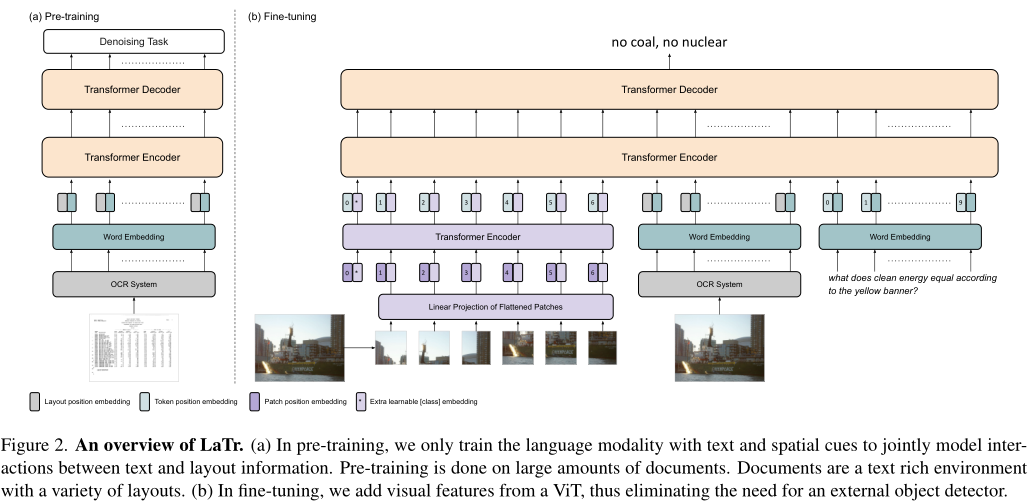 (a) Pre-training
Denoising Task
Transformer Decoder
Transformer Encoder
Word Embedding
OCR System
(b) Fine-tuning
no coal, no nuclear
Transformer Decoder
Transformer Encoder
0 * 1 2 3 4 5 6
0 1 9
Transformer Encoder
Word Embedding
Word Embedding
0 * 1 2 3 4 5 6
what does clean energy equal according
to the yellow banner?
OCR System
Linear Projection of Flattened Patches
Layout position embedding
Token position embedding
Patch position embedding
* Extra learnable [class] embedding
Figure 2. An overview of LaTr. (a) In pre-training, we only train the language modality with text and spatial cues to jointly model inter-
actions between text and layout information. Pre-training is done on large amounts of documents. Documents are a text rich environment
with a variety of layouts. (b) In fine-tuning, we add visual features from a ViT, thus eliminating the need for an external object detector.